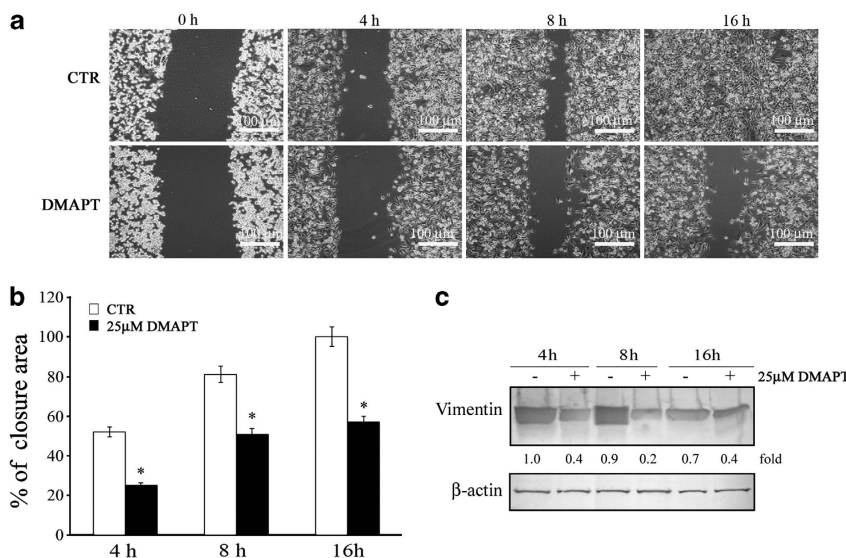 a
0 h 4 h 8 h 16 h
CTR
100 µm 100 µm 100 µm 100 µm
DMAPT
100 µm 100 µm 100 µm 100 µm
b
% of closure area
120
100
80
60
40
20
0
CTR
25µM DMAPT
* * *
4 h 8 h 16h
c
4h 8h 16h
- + - + - + 25µM DMAPT
Vimentin
1.0 0.4 0.9 0.2 0.7 0.4 fold
β-actin